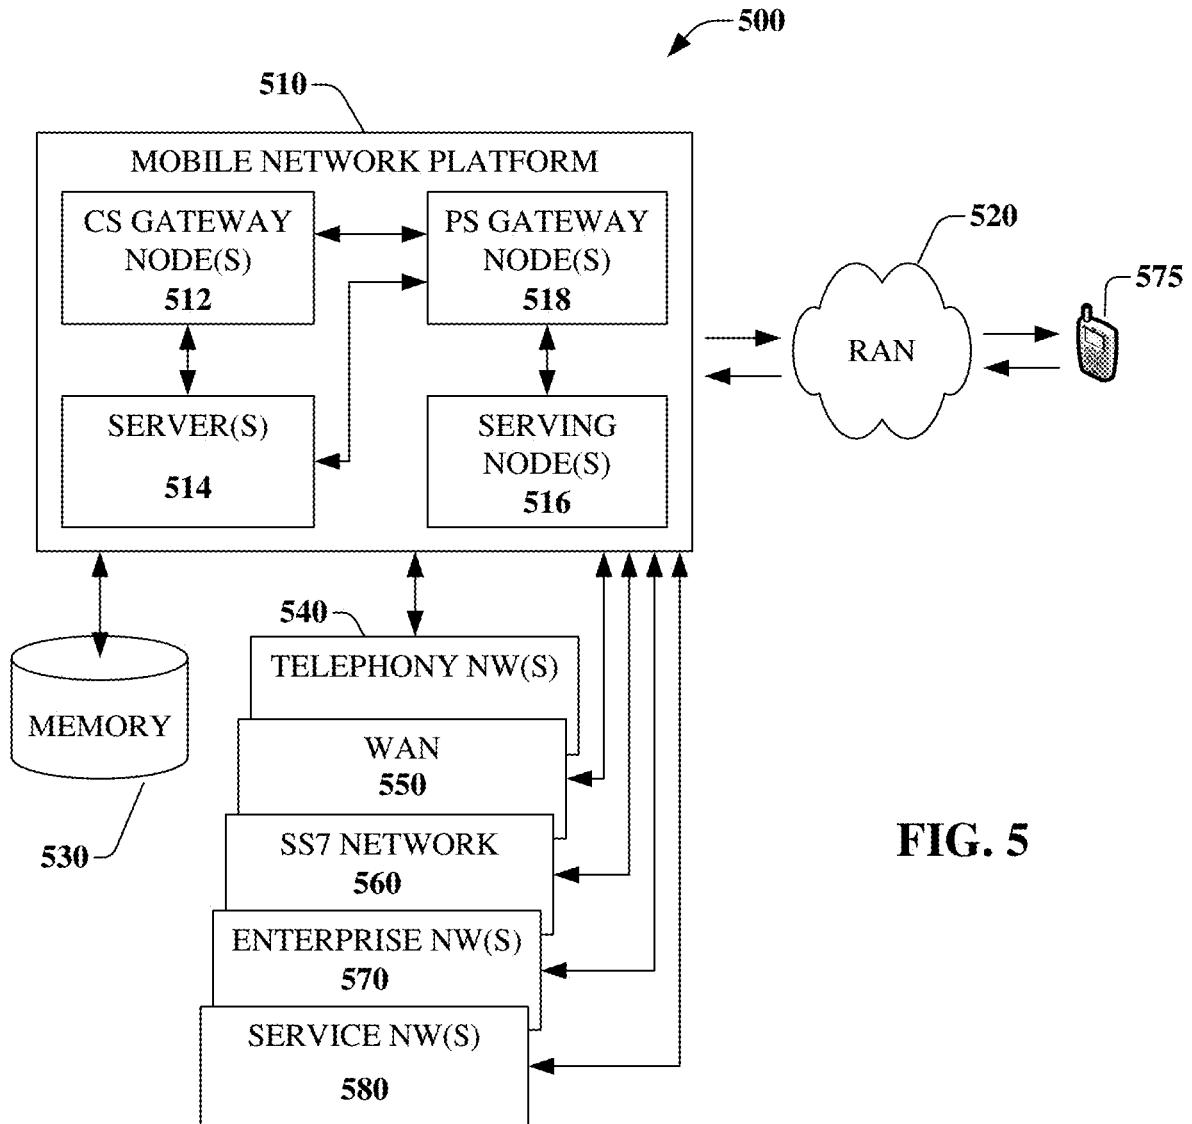 500
510
MOBILE NETWORK PLATFORM
CS GATEWAY
NODE(S)
512
PS GATEWAY
NODE(S)
518
SERVER(S)
514
SERVING
NODE(S)
516
520
RAN
575
540
TELEPHONY NW(S)
MEMORY
530
WAN
550
SS7 NETWORK
560
ENTERPRISE NW(S)
570
SERVICE NW(S)
580
FIG. 5